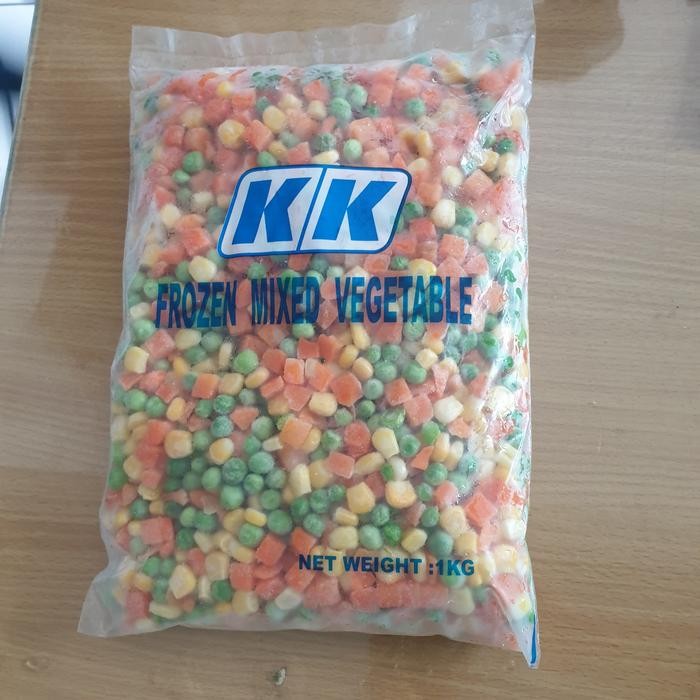 KK
FROZEN MIXED VEGETABLE
NET WEIGHT :1KG